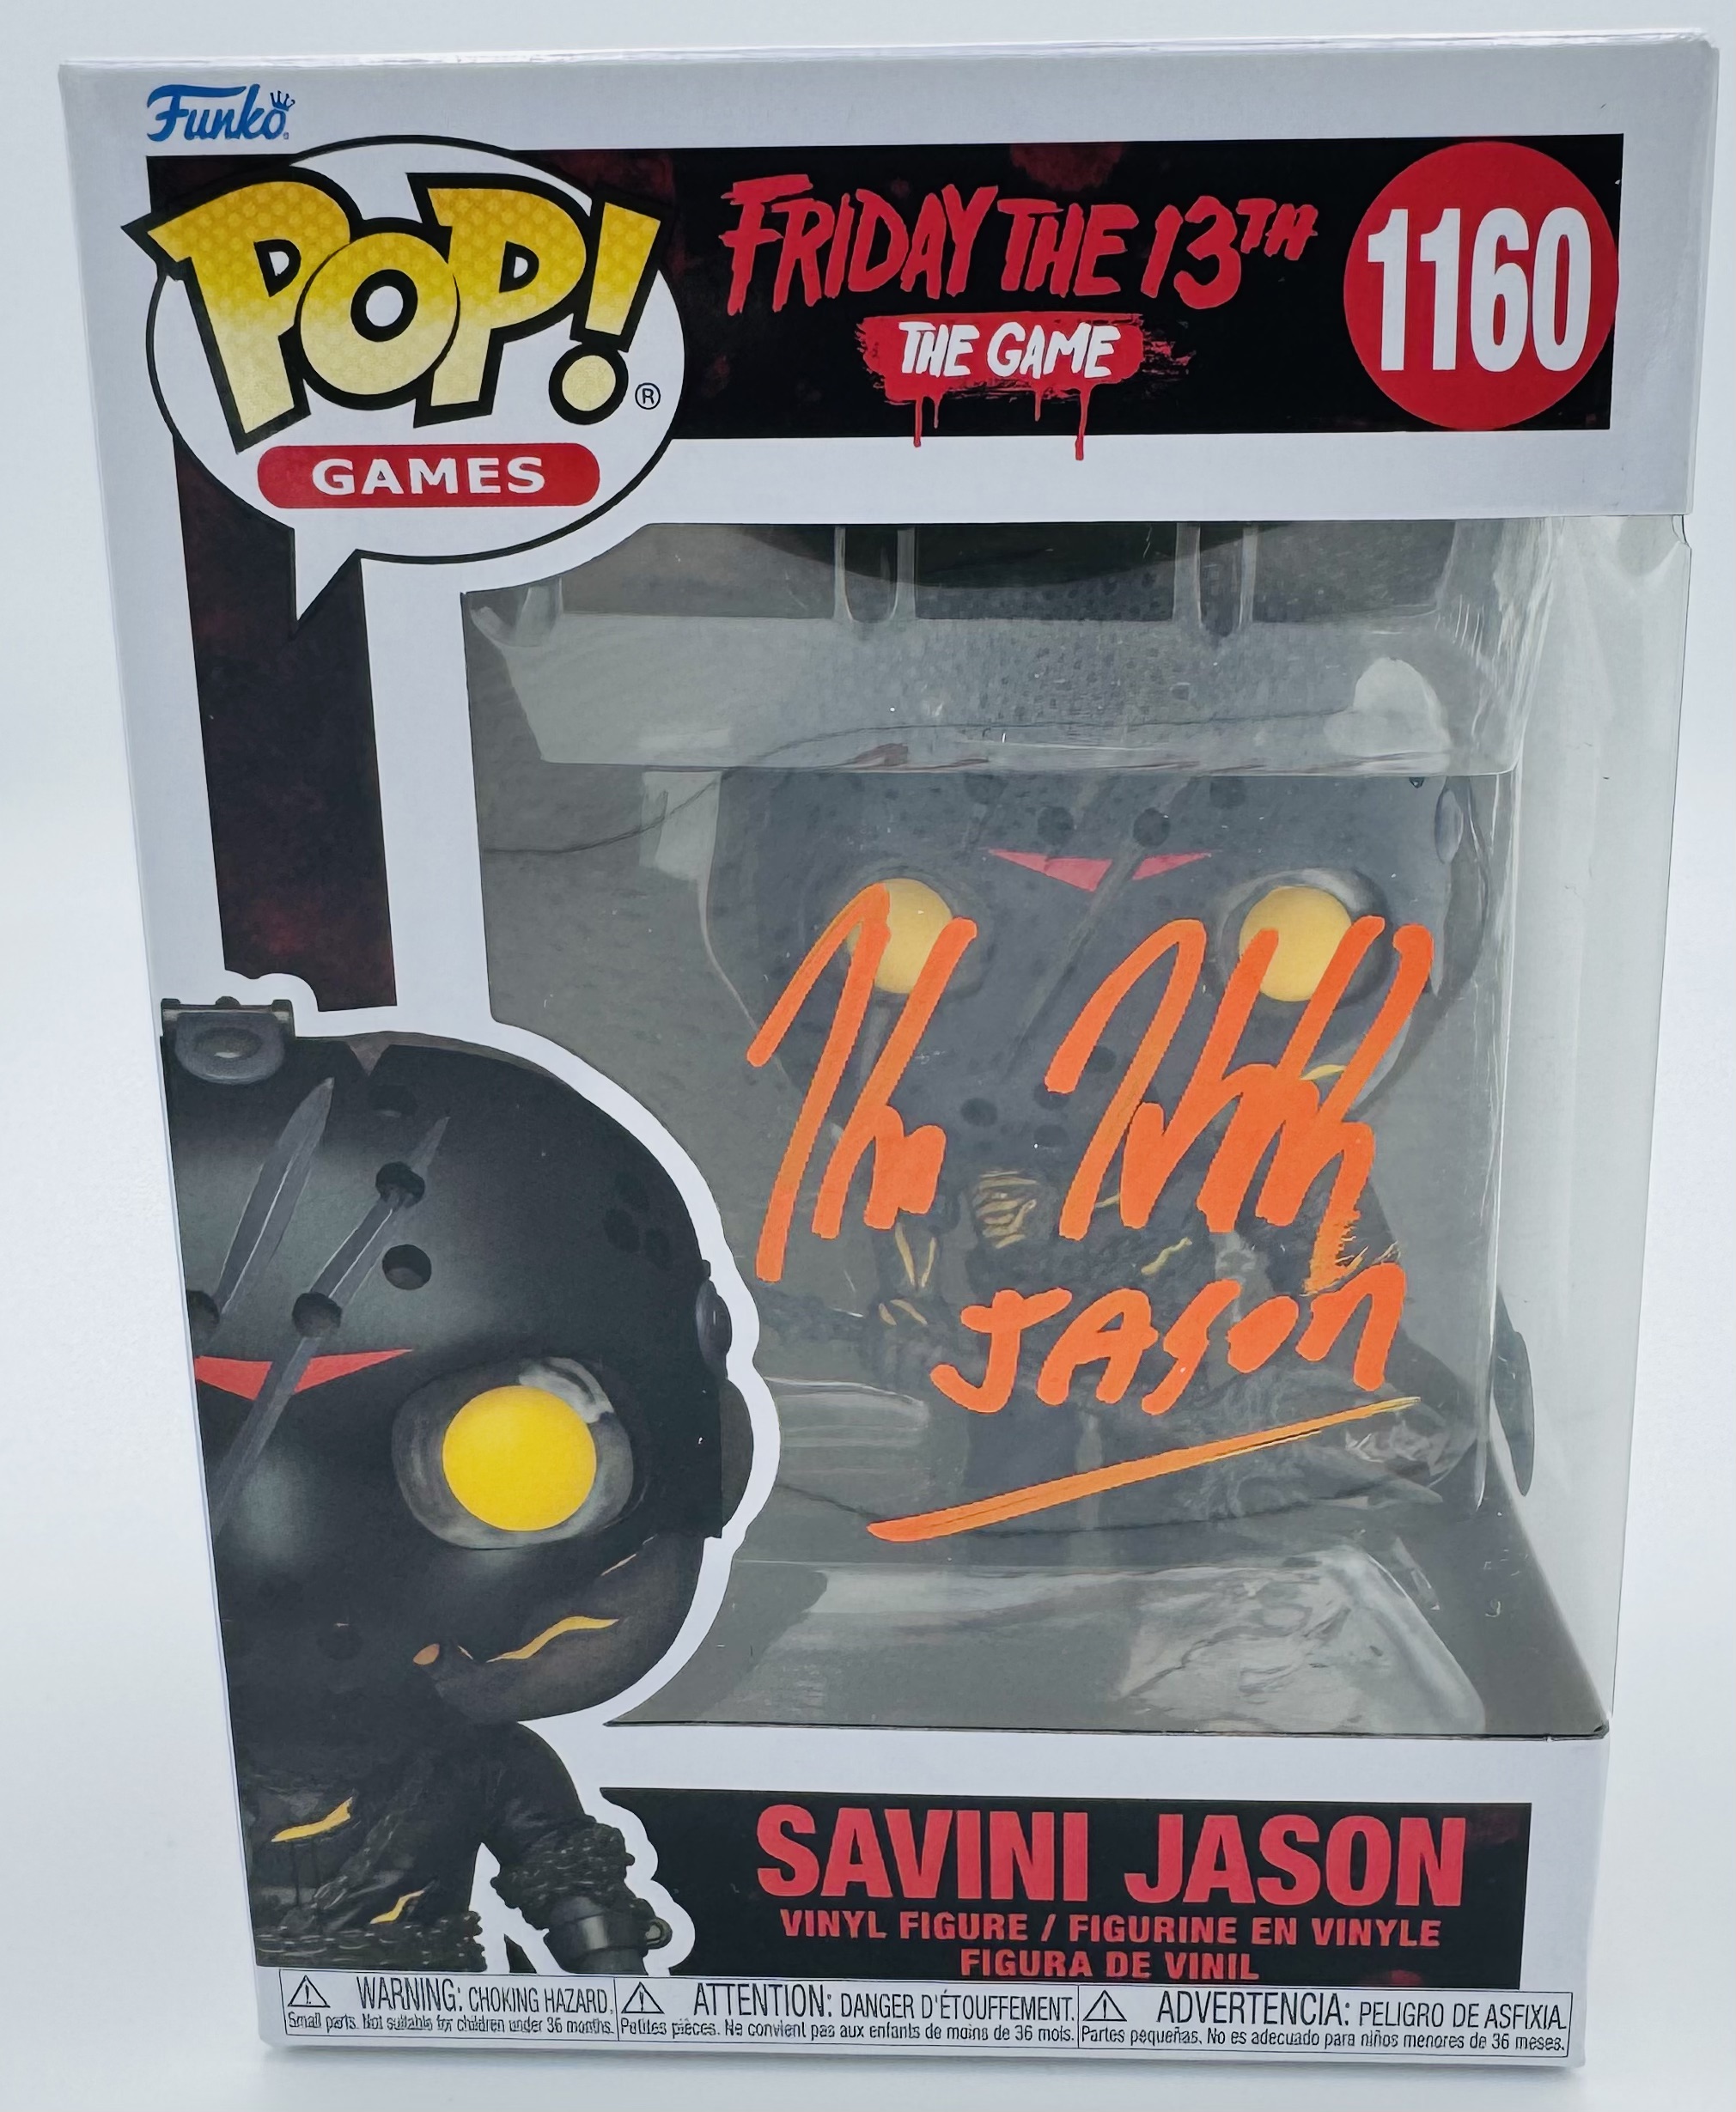 Funko
POP!®
GAMES
FRIDAY THE 13TH
THE GAME
1160
JASON
SAVINI JASON
VINYL FIGURE / FIGURINE EN VINYLE
FIGURA DE VINIL
WARNING: CHOKING HAZARD.
Small parts. Not suitable for children under 36 months.
ATTENTION: DANGER D'ÉTOUFFEMENT.
Petites pièces. Ne convient pas aux enfants de moins de 36 mois.
ADVERTENCIA: PELIGRO DE ASFIXIA.
Partes pequeñas. No es adecuado para niños menores de 36 meses.